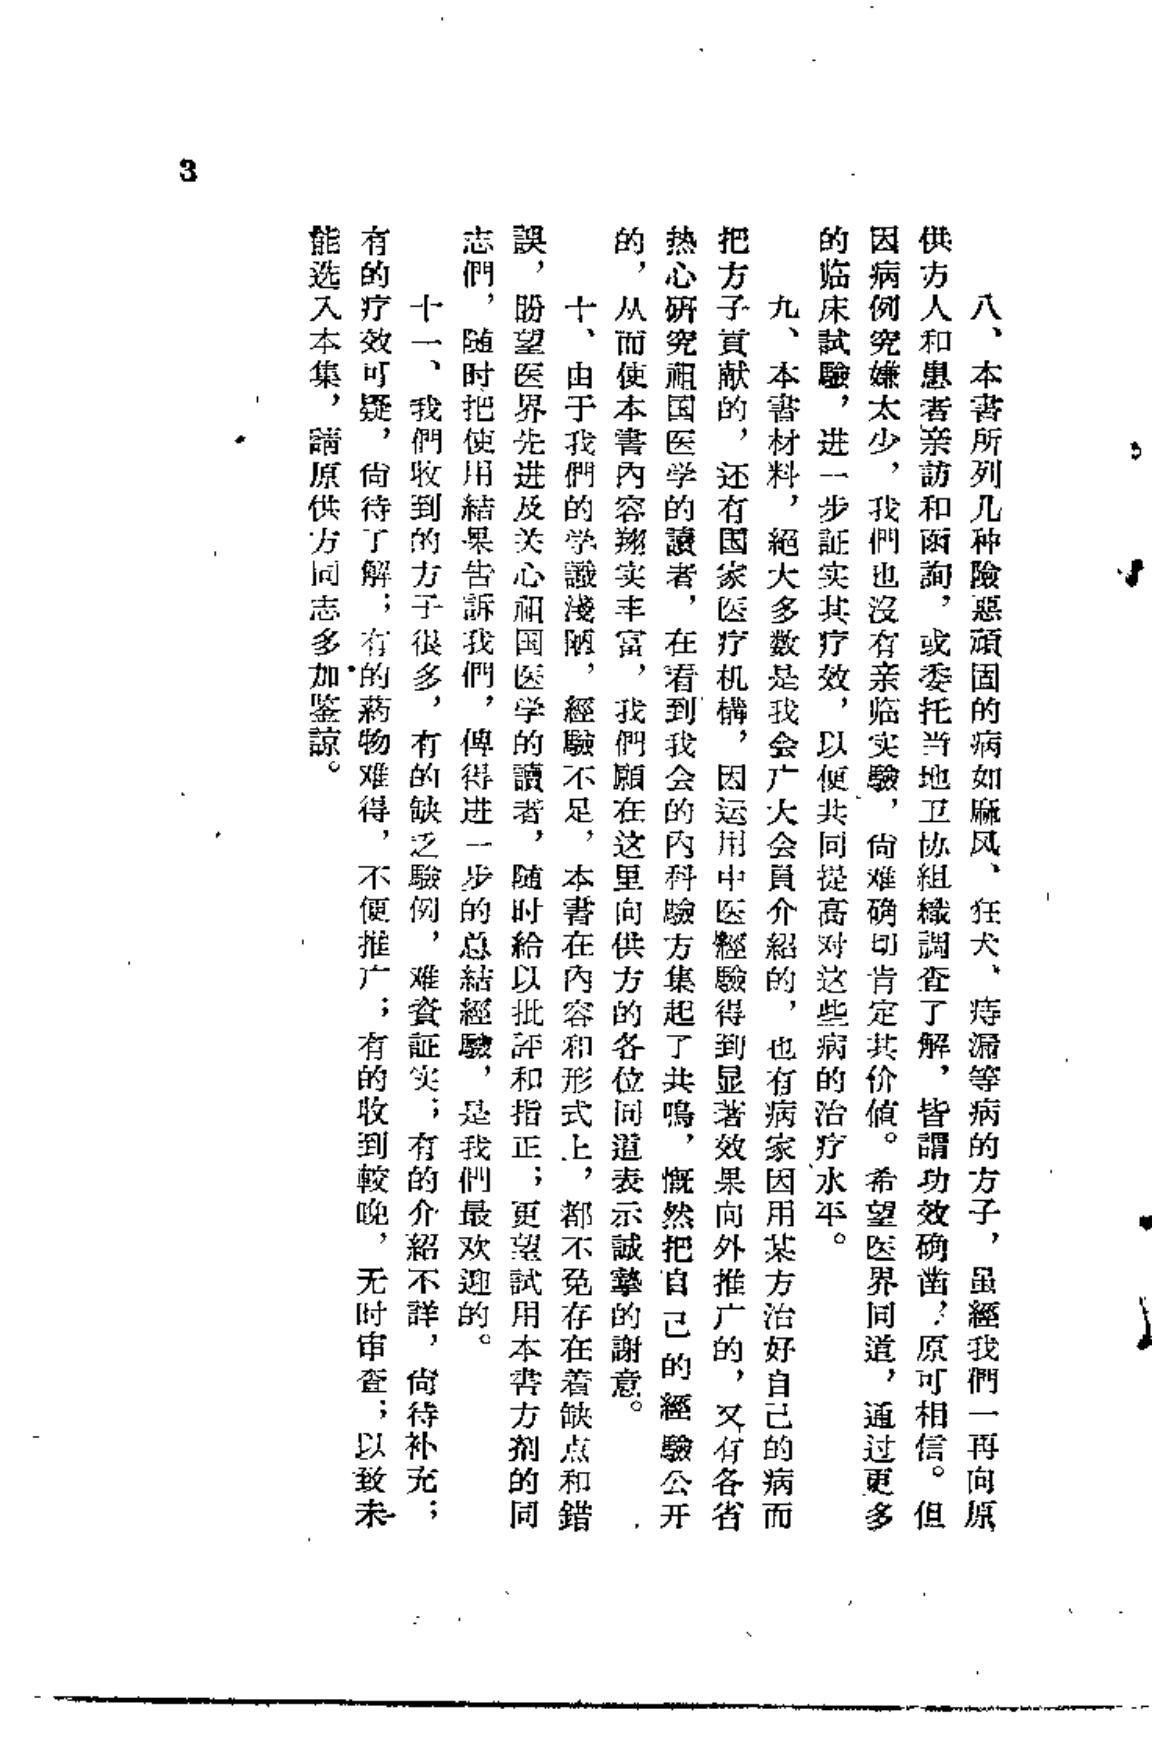 八、本書所列几种險惡頑固的病如麻风、狂犬、痔漏等病的方子，虽經我們一再向原
供方人和患者亲訪和函詢，或委托当地卫协組織調查了解，皆謂功效确凿，原可相信。但
因病例究嫌太少，我們也沒有亲临实驗，尙难确切肯定其价値。希望医界同道，通过更多
的临床試驗，进一步証实其疗效，以便共同提高对这些病的治疗水平。
九、本書材料，絕大多数是我会广大会員介紹的，也有病家因用某方治好自己的病而
把方子貢献的，还有国家医疗机構，因运用中医經驗得到显著效果向外推广的，又有各省
热心硏究祖国医学的讀者，在看到我会的內科驗方集起了共鳴，慨然把自己的經驗公开
的，从而使本書內容翔实丰富，我們願在这里向供方的各位同道表示誠摯的謝意。
十、由于我們的学識淺陋，經驗不足，本書在內容和形式上，都不免存在着缺点和錯
誤，盼望医界先进及关心祖国医学的讀者，随时給以批評和指正；更望試用本書方剂的同
志們，随时把使用結果告訴我們，俾得进一步的总結經驗，是我們最欢迎的。
十一、我們收到的方子很多，有的缺乏驗例，难資証实；有的介紹不詳，尙待补充；
有的疗效可疑，尙待了解；有的葯物难得，不便推广；有的收到較晚，无时审查；以致未
能选入本集，請原供方同志多加鉴諒。
3